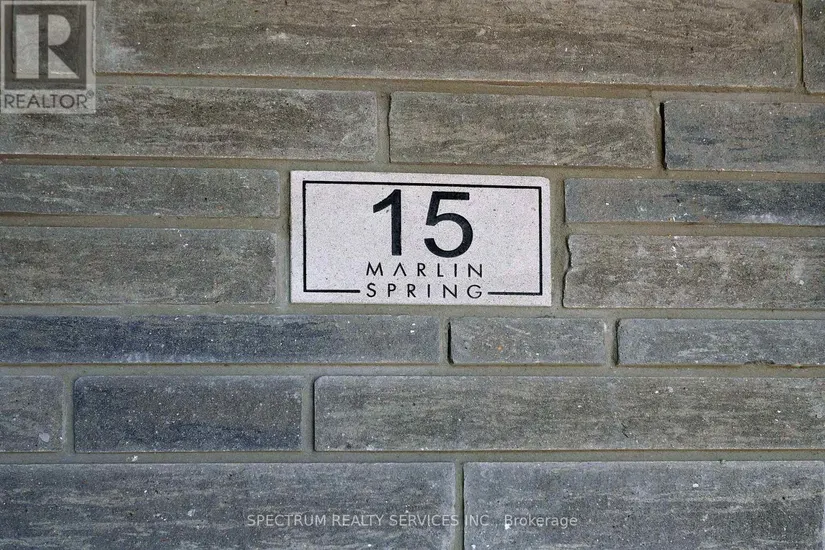 R
REALTOR®
15
MARLIN
SPRING
SPECTRUM REALTY SERVICES INC., Brokerage